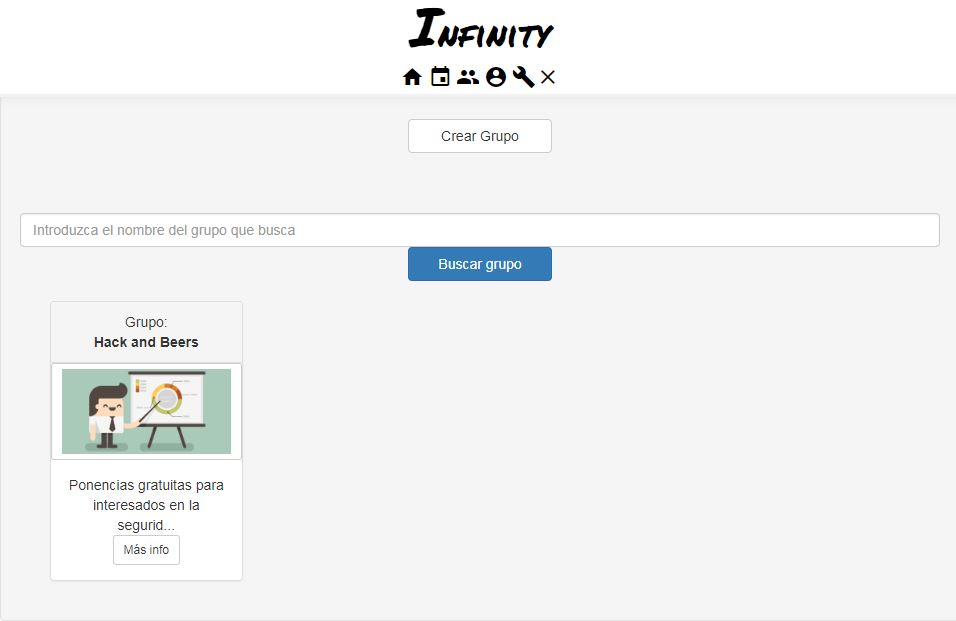 Infinity
Crear Grupo
Introduzca el nombre del grupo que busca
Buscar grupo
Grupo:
Hack and Beers
Ponencias gratuitas para
interesados en la
segurid...
Más info